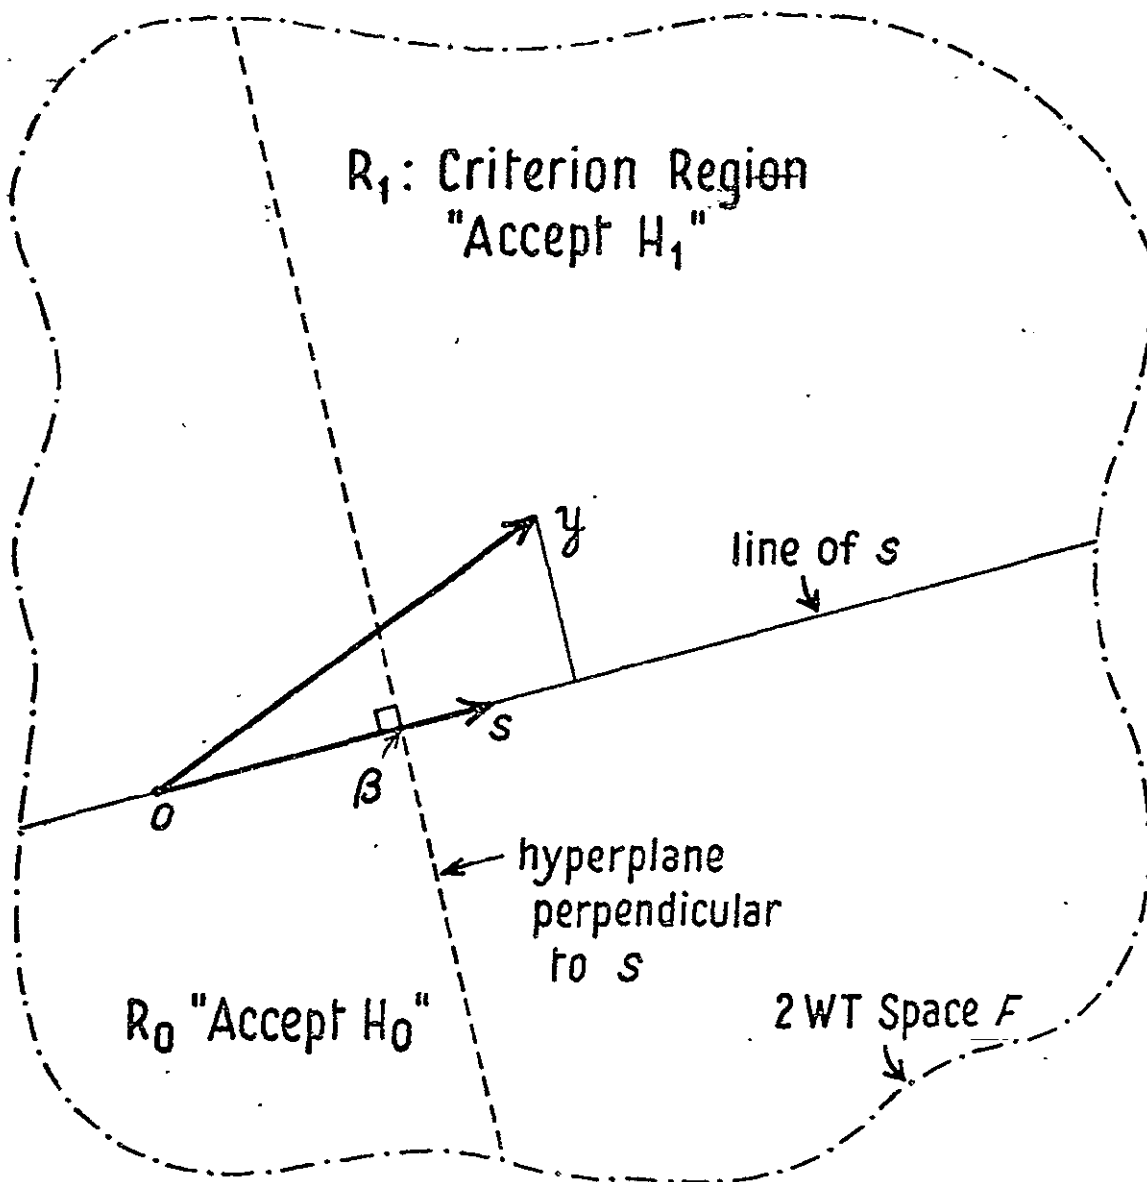 R₁: Criterion Region
"Accept H₁"
y
line of s
s
β
O
hyperplane
perpendicular
to s
R₀ "Accept H₀"
2WT Space F